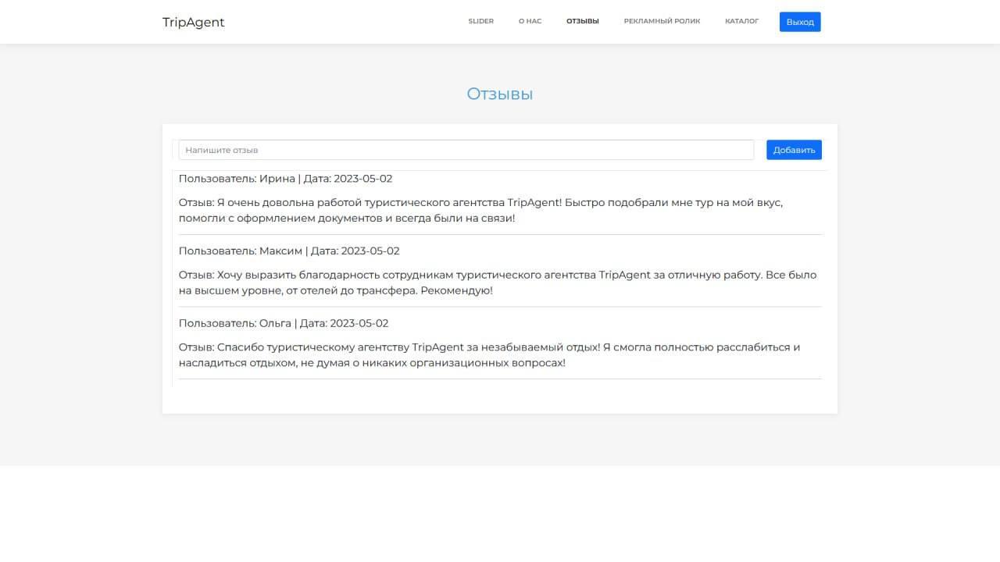 TripAgent
SLIDER
О НАС
ОТЗЫВЫ
РЕКЛАМНЫЙ РОЛИК
КАТАЛОГ
Выход
Отзывы
Напишите отзыв
Добавить
Пользователь: Ирина | Дата: 2023-05-02
Отзыв: Я очень довольна работой туристического агентства TripAgent! Быстро подобрали мне тур на мой вкус,
помогли с оформлением документов и всегда были на связи!
Пользователь: Максим | Дата: 2023-05-02
Отзыв: Хочу выразить благодарность сотрудникам туристического агентства TripAgent за отличную работу. Все было
на высшем уровне, от отелей до трансфера. Рекомендую!
Пользователь: Ольга | Дата: 2023-05-02
Отзыв: Спасибо туристическому агентству TripAgent за незабываемый отдых! Я смогла полностью расслабиться и
насладиться отдыхом, не думая о никаких организационных вопросах!